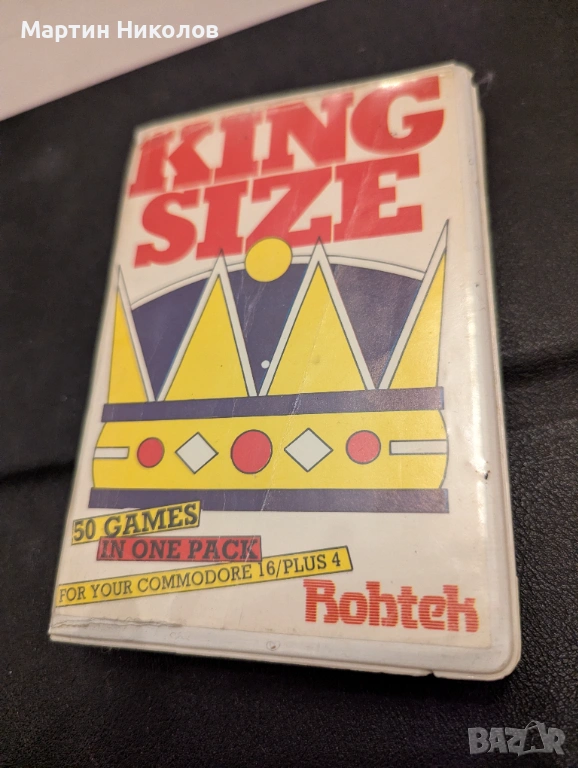 Мартин Николов
KING
SIZE
50 GAMES
IN ONE PACK
FOR YOUR COMMODORE 16/PLUS 4
Robtek
BAZAR